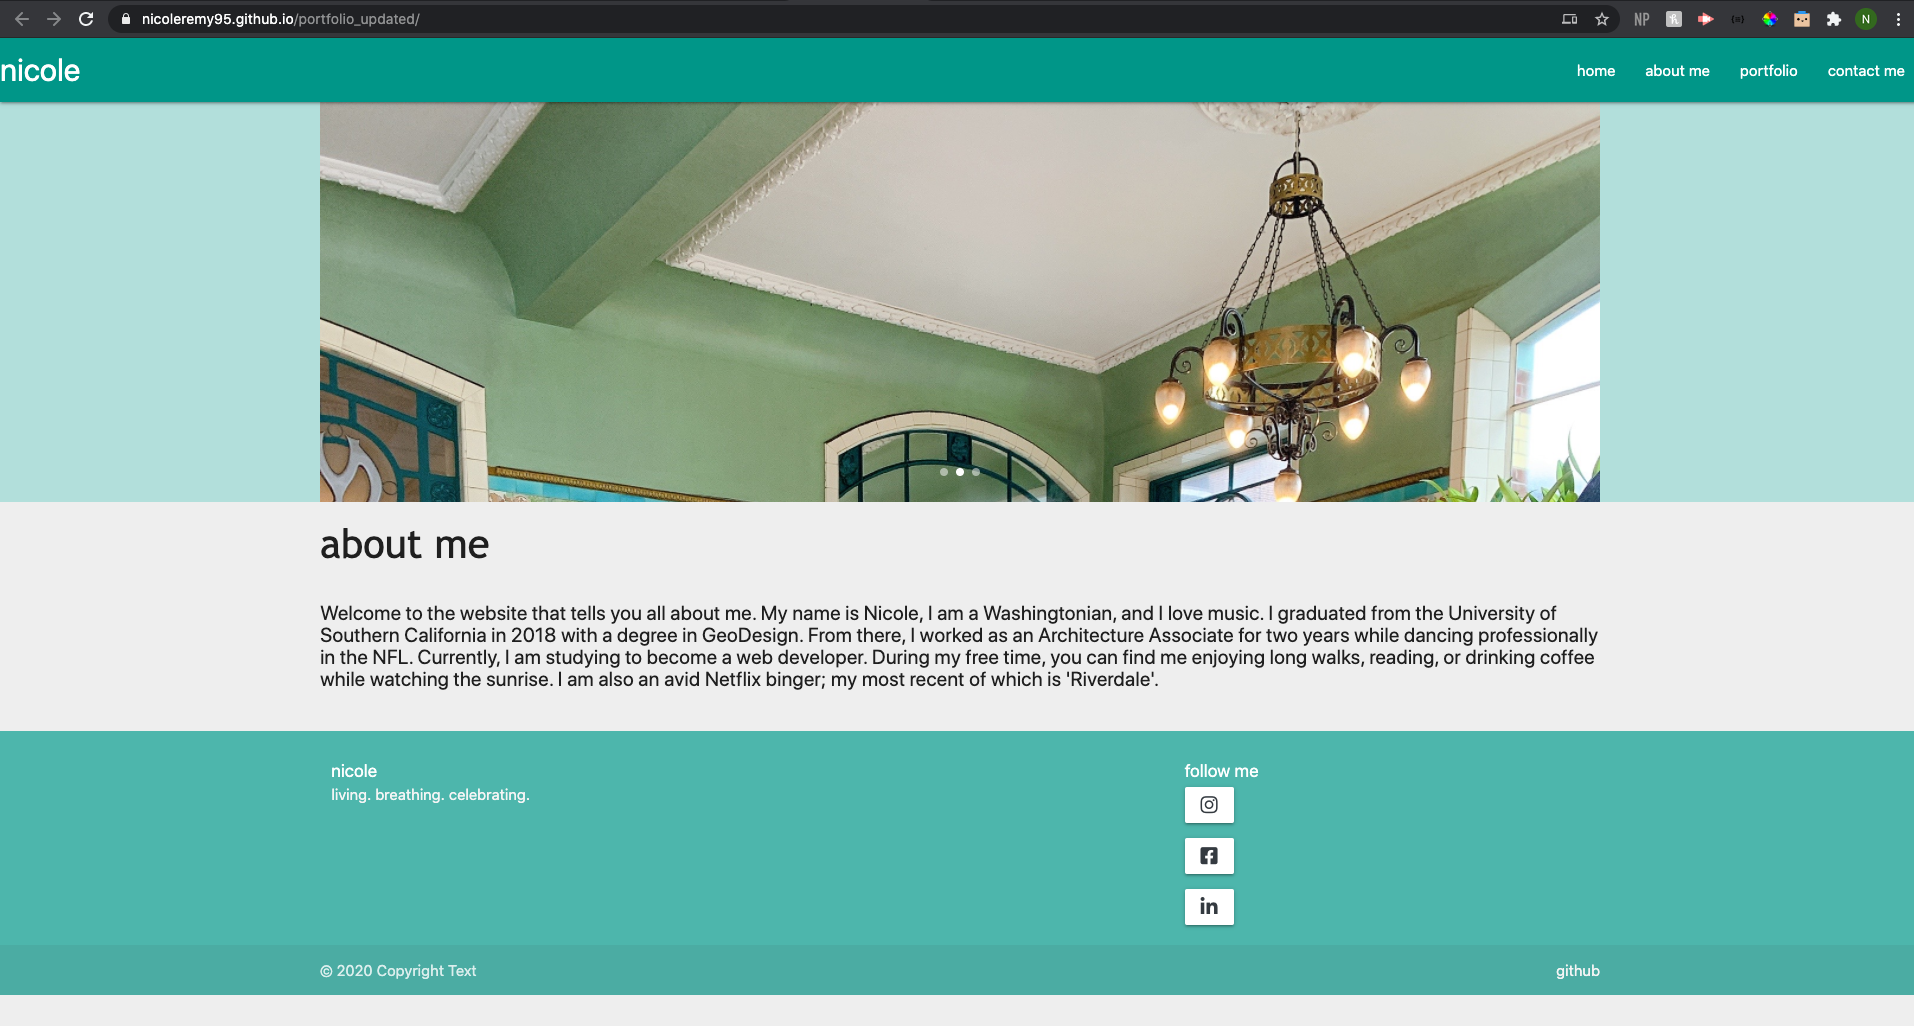 nicoleremy95.github.io/portfolio_updated/
NP
N
nicole
home
about me
portfolio
contact me
about me
Welcome to the website that tells you all about me. My name is Nicole, I am a Washingtonian, and I love music. I graduated from the University of
Southern California in 2018 with a degree in GeoDesign. From there, I worked as an Architecture Associate for two years while dancing professionally
in the NFL. Currently, I am studying to become a web developer. During my free time, you can find me enjoying long walks, reading, or drinking coffee
while watching the sunrise. I am also an avid Netflix binger; my most recent of which is 'Riverdale'.
nicole
living. breathing. celebrating.
follow me
© 2020 Copyright Text
github